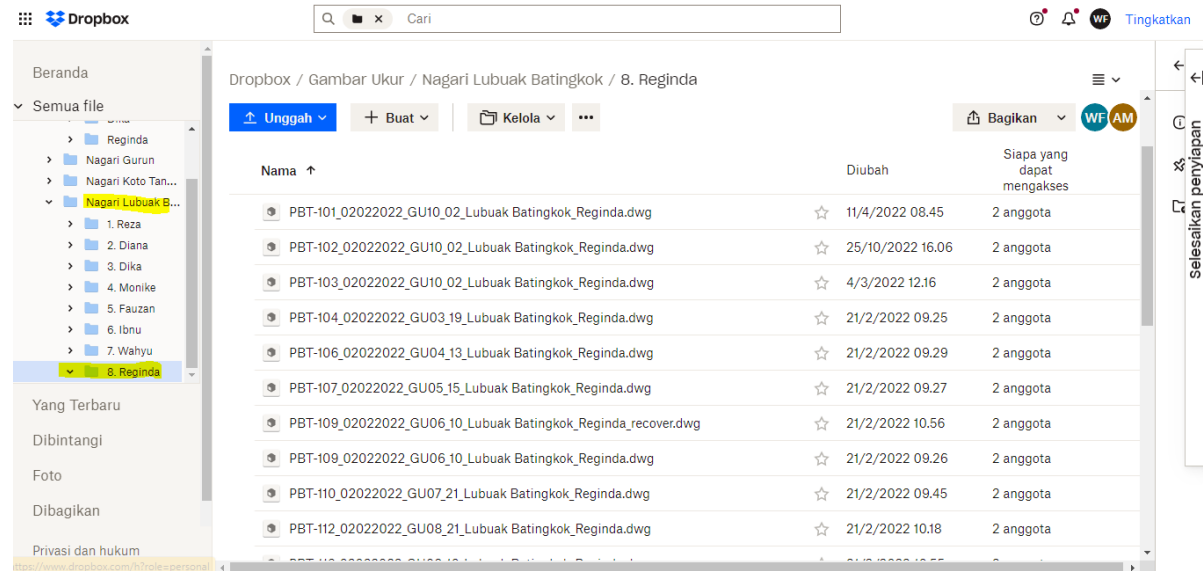 Dropbox
Cari
WF
Tingkatkan
Beranda
Semua file
Reginda
Nagari Gurun
Nagari Koto Tan...
Nagari Lubuak B...
1. Reza
2. Diana
3. Dika
4. Monike
5. Fauzan
6. Ibnu
7. Wahyu
8. Reginda
Yang Terbaru
Dibintangi
Foto
Dibagikan
Privasi dan hukum
https://www.dropbox.com/h?role=personal
Dropbox / Gambar Ukur / Nagari Lubuak Batingkok / 8. Reginda
Unggah
Buat
Kelola
Bagikan
WF AM
Nama Diubah Siapa yang
dapat
mengakses
PBT-101_02022022_GU10_02_Lubuak Batingkok_Reginda.dwg 11/4/2022 08.45 2 anggota
PBT-102_02022022_GU10_02_Lubuak Batingkok_Reginda.dwg 25/10/2022 16.06 2 anggota
PBT-103_02022022_GU10_02_Lubuak Batingkok_Reginda.dwg 4/3/2022 12.16 2 anggota
PBT-104_02022022_GU03_19_Lubuak Batingkok_Reginda.dwg 21/2/2022 09.25 2 anggota
PBT-106_02022022_GU04_13_Lubuak Batingkok_Reginda.dwg 21/2/2022 09.29 2 anggota
PBT-107_02022022_GU05_15_Lubuak Batingkok_Reginda.dwg 21/2/2022 09.27 2 anggota
PBT-109_02022022_GU06_10_Lubuak Batingkok_Reginda_recover.dwg 21/2/2022 10.56 2 anggota
PBT-109_02022022_GU06_10_Lubuak Batingkok_Reginda.dwg 21/2/2022 09.26 2 anggota
PBT-110_02022022_GU07_21_Lubuak Batingkok_Reginda.dwg 21/2/2022 09.45 2 anggota
PBT-112_02022022_GU08_21_Lubuak Batingkok_Reginda.dwg 21/2/2022 10.18 2 anggota
Selesaikan penyiapan